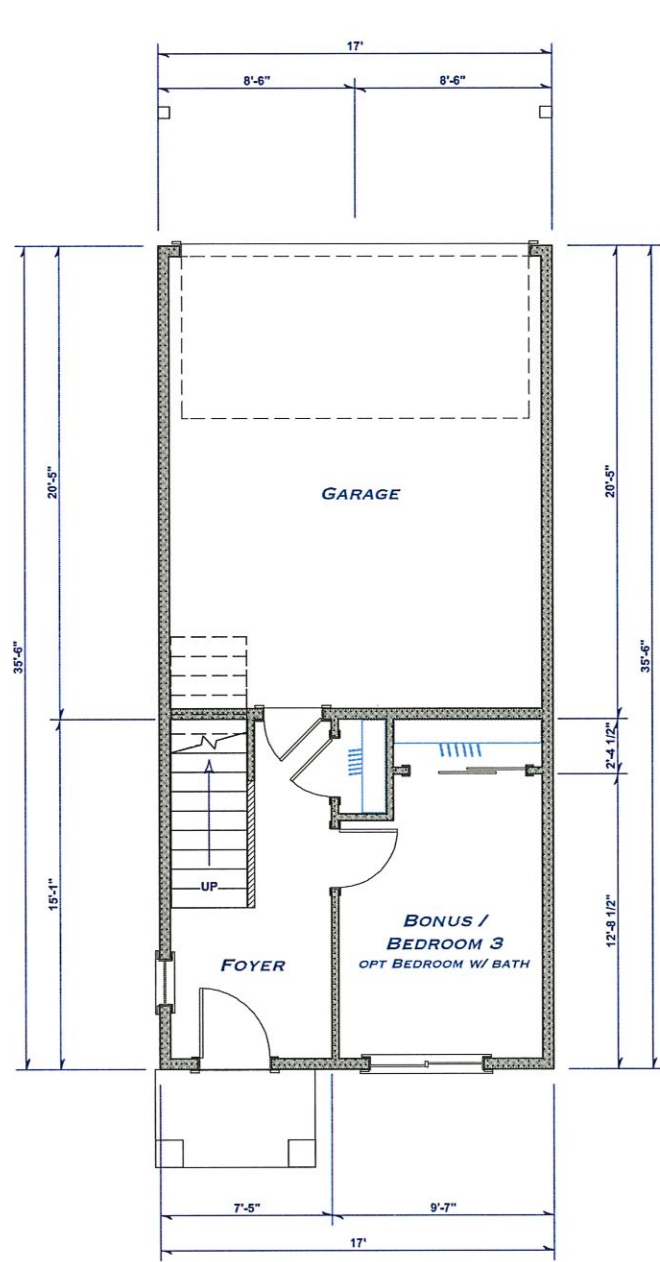 17'
8'-6"
8'-6"
20'-5"
35'-6"
GARAGE
20'-5"
35'-6"
2'-4 1/2"
15'-1"
UP
12'-8 1/2"
BONUS /
BEDROOM 3
OPT BEDROOM W/ BATH
FOYER
7'-5"
9'-7"
17'